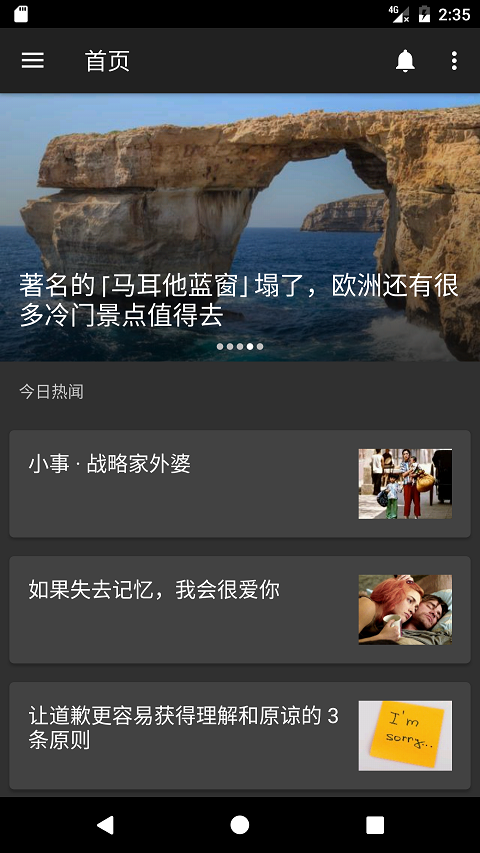 4G
2:35
首页
著名的「马耳他蓝窗」塌了，欧洲还有很
多冷门景点值得去
今日热闻
小事 · 战略家外婆
如果失去记忆，我会很爱你
让道歉更容易获得理解和原谅的 3
条原则
I'm
sorry..